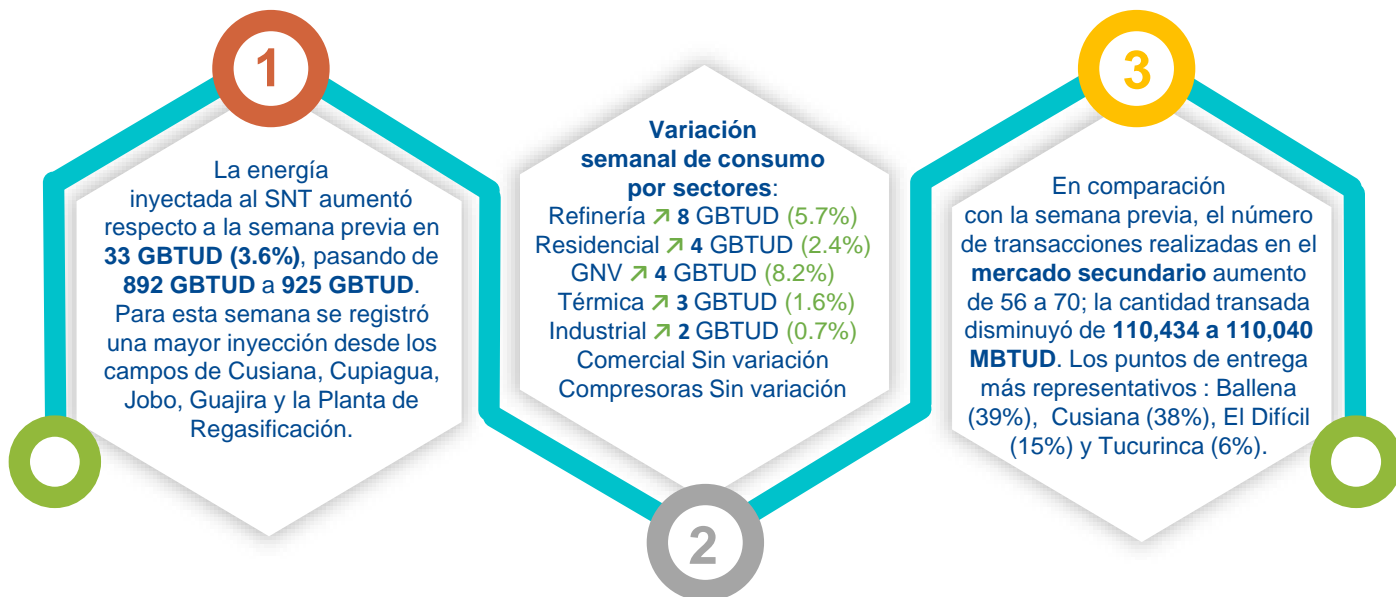 1
La energía
inyectada al SNT aumentó
respecto a la semana previa en
33 GBTUD (3.6%), pasando de
892 GBTUD a 925 GBTUD.
Para esta semana se registró
una mayor inyección desde los
campos de Cusiana, Cupiagua,
Jobo, Guajira y la Planta de
Regasificación.
Variación
semanal de consumo
por sectores:
Refinería ↗ 8 GBTUD (5.7%)
Residencial ↗ 4 GBTUD (2.4%)
GNV ↗ 4 GBTUD (8.2%)
Térmica ↗ 3 GBTUD (1.6%)
Industrial ↗ 2 GBTUD (0.7%)
Comercial Sin variación
Compresoras Sin variación
2
3
En comparación
con la semana previa, el número
de transacciones realizadas en el
mercado secundario aumento
de 56 a 70; la cantidad transada
disminuyó de 110,434 a 110,040
MBTUD. Los puntos de entrega
más representativos : Ballena
(39%), Cusiana (38%), El Difícil
(15%) y Tucurinca (6%).